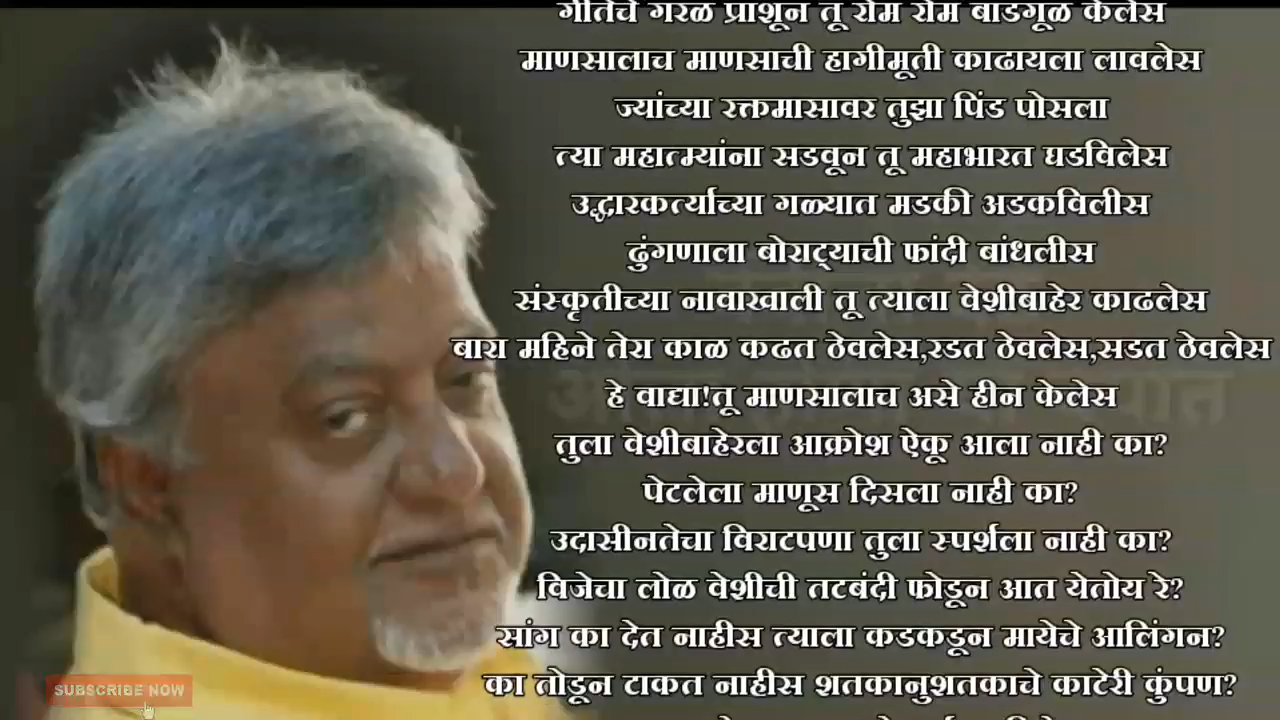 गीतेचे गरळ प्राशून तू रोम रोम बाडगूळ केलेस
माणसालाच माणसाची हागीमूती काढायला लावलेस
ज्यांच्या रक्तमासावर तुझा पिंड पोसला
त्या महात्म्यांना सडवून तू महाभारत घडविलेस
उद्धारकर्त्याच्या गळ्यात मडकी अडकविलीस
ढुंगणाला बोराट्याची फांदी बांधलीस
संस्कृतीच्या नावाखाली तू त्याला वेशीबाहेर काढलेस
बारा महिने तेरा काळ कढत ठेवलेस,रडत ठेवलेस,सडत ठेवलेस
हे वाद्या!तू माणसालाच असे हीन केलेस
तुला वेशीबाहेरला आक्रोश ऐकू आला नाही का?
पेटलेला माणूस दिसला नाही का?
उदासीनतेचा विराटपणा तुला स्पर्शला नाही का?
विजेचा लोळ वेशीची तटबंदी फोडून आत येतोय रे?
सांग का देत नाहीस त्याला कडकडून मायेचे आलिंगन?
का तोडून टाकत नाहीस शतकानुशतकाचे काटेरी कुंपण?
SUBSCRIBE NOW